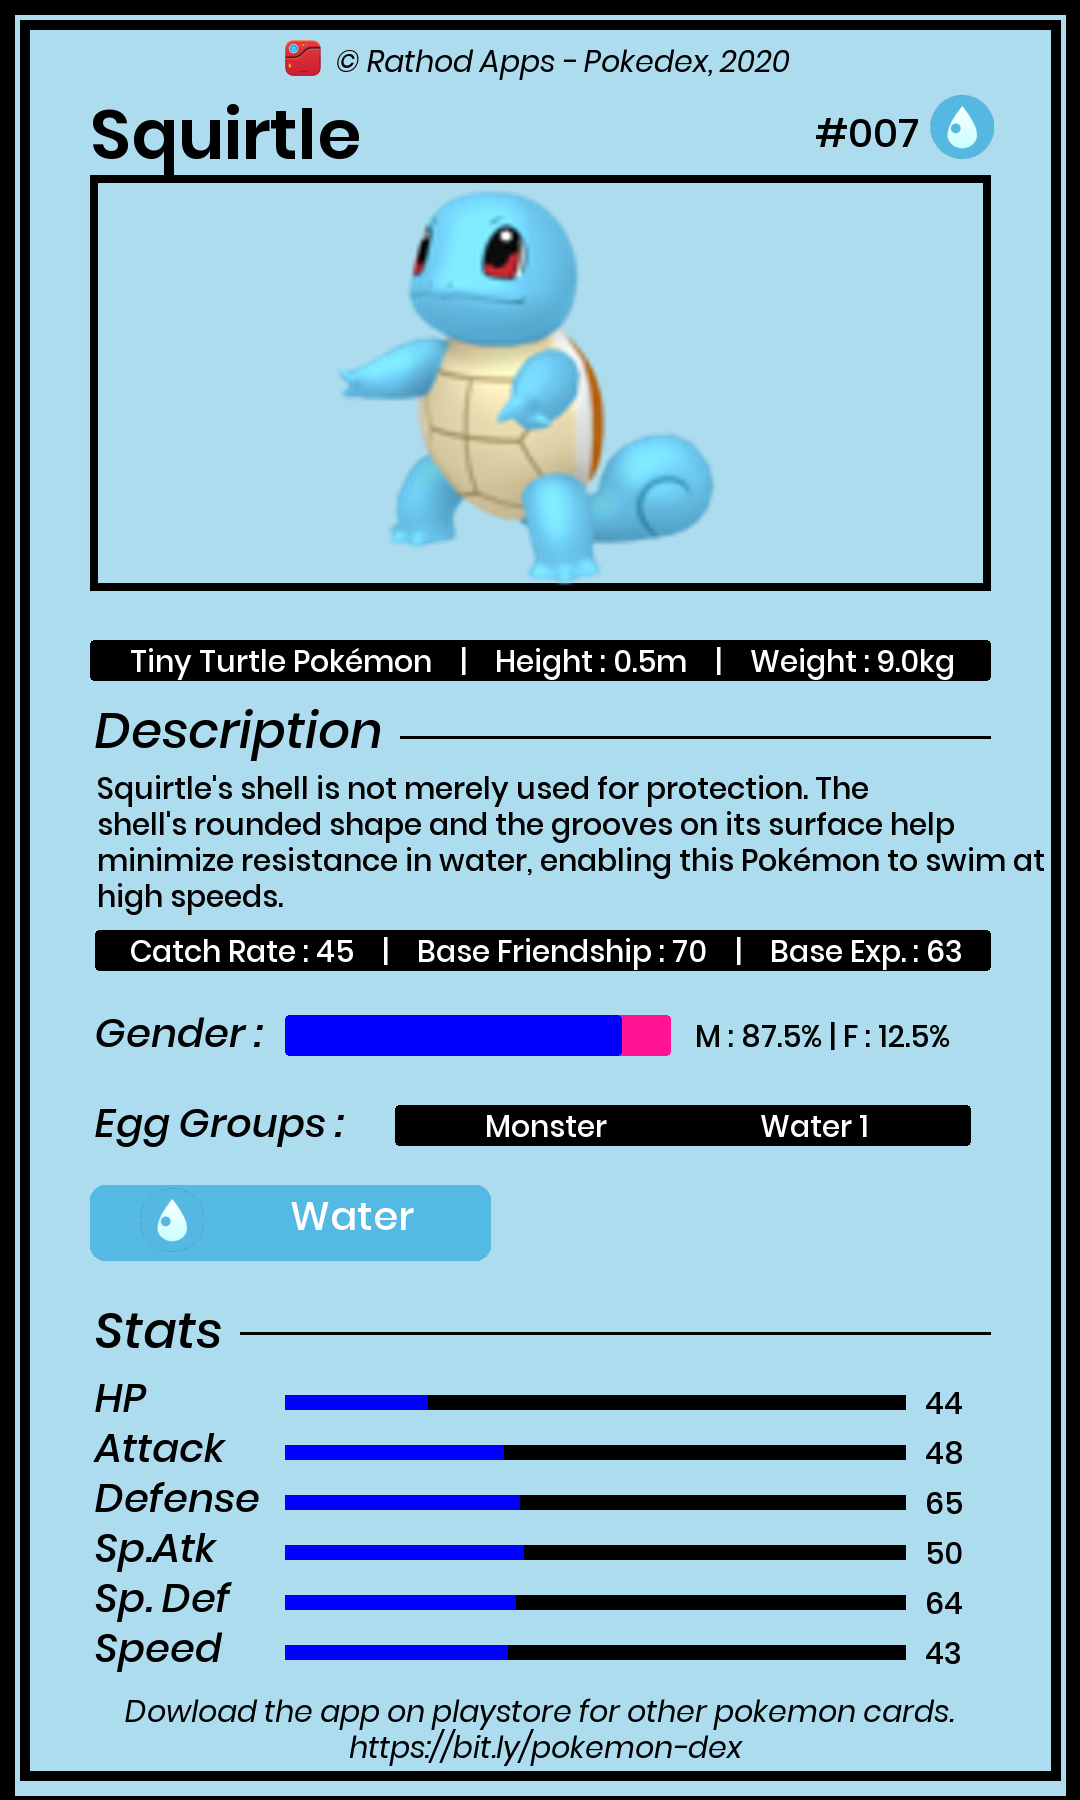 © Rathod Apps - Pokedex, 2020
Squirtle #007
Tiny Turtle Pokémon | Height : 0.5m | Weight : 9.0kg
Description
Squirtle's shell is not merely used for protection. The
shell's rounded shape and the grooves on its surface help
minimize resistance in water, enabling this Pokémon to swim at
high speeds.
Catch Rate : 45 | Base Friendship : 70 | Base Exp. : 63
Gender : M : 87.5% | F : 12.5%
Egg Groups : Monster Water 1
Water
Stats
HP 44
Attack 48
Defense 65
Sp.Atk 50
Sp. Def 64
Speed 43
Dowload the app on playstore for other pokemon cards.
https://bit.ly/pokemon-dex